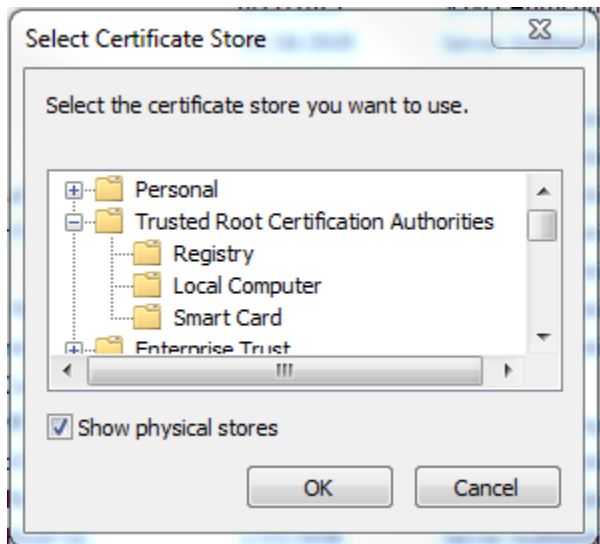 Select Certificate Store
Select the certificate store you want to use.
Personal
Trusted Root Certification Authorities
Registry
Local Computer
Smart Card
Enterprise Trust
Show physical stores
OK
Cancel